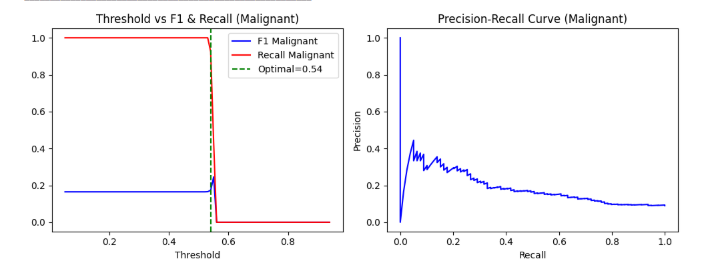 Threshold vs F1 & Recall (Malignant)
1.0
0.8
0.6
0.4
0.2
0.0
F1 Malignant
Recall Malignant
Optimal=0.54
0.2 0.4 0.6 0.8
Threshold
Precision-Recall Curve (Malignant)
Precision
1.0
0.8
0.6
0.4
0.2
0.0
0.0 0.2 0.4 0.6 0.8 1.0
Recall